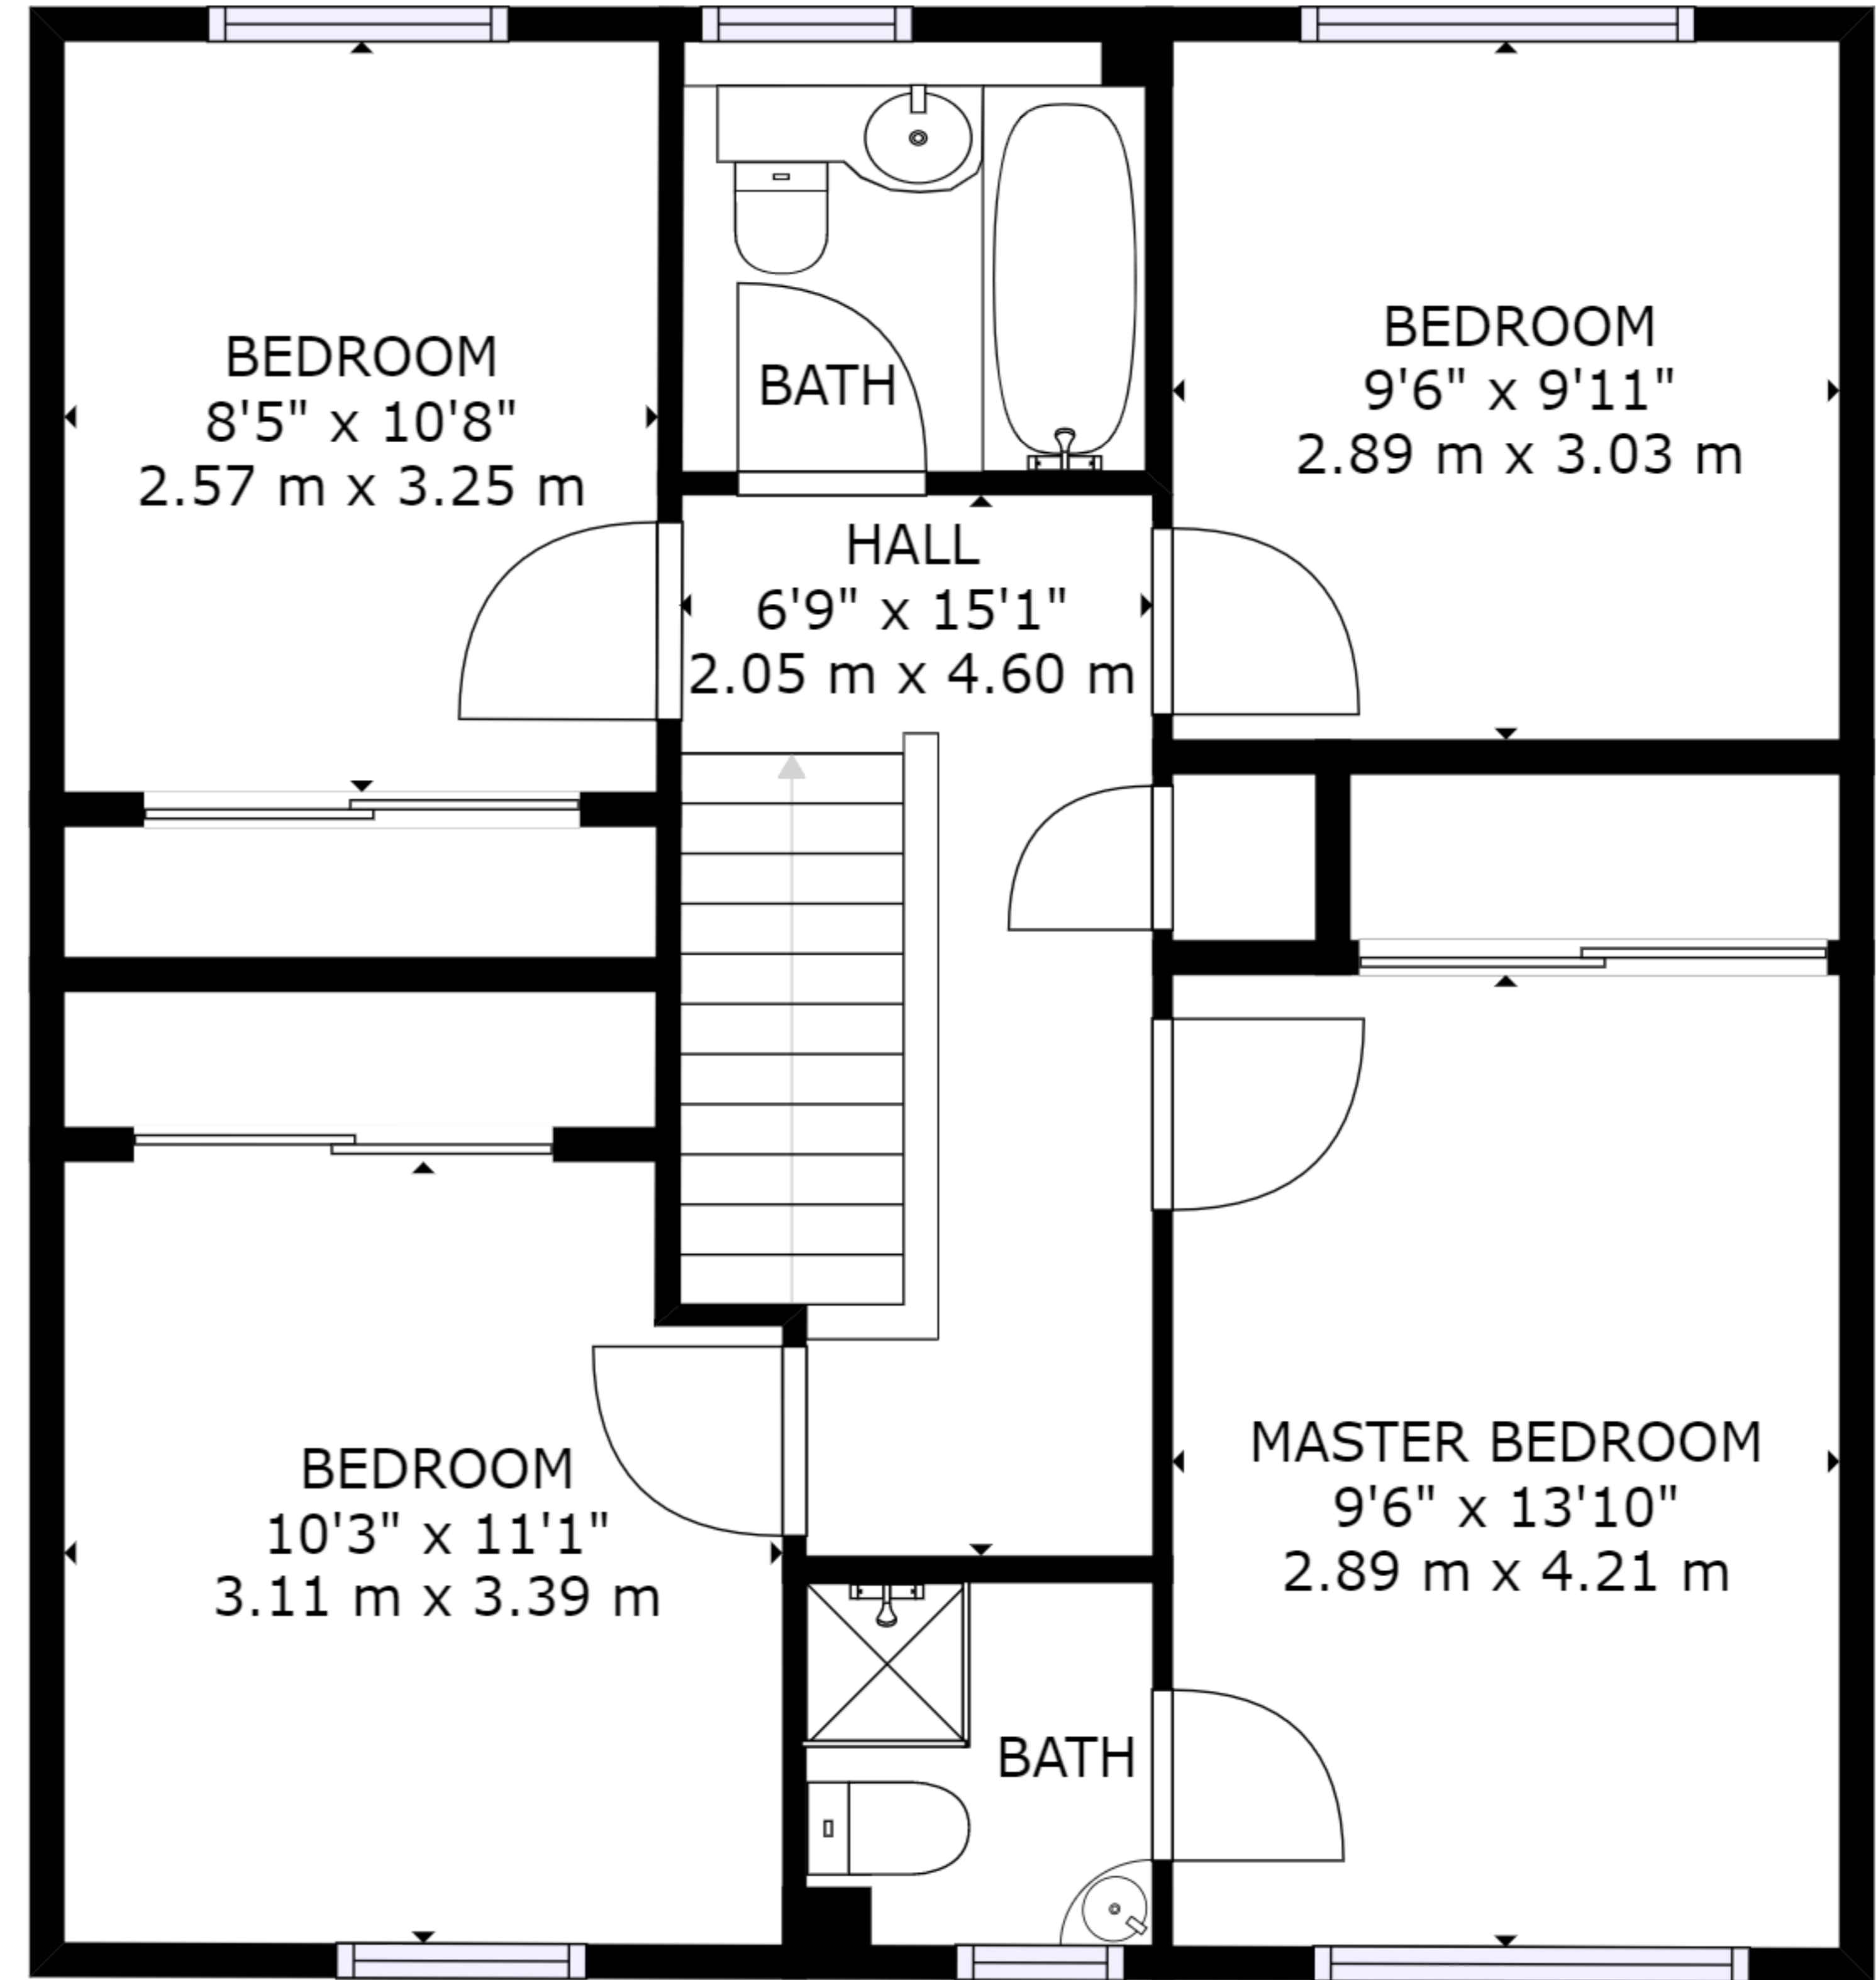 BEDROOM
8'5" x 10'8"
2.57 m x 3.25 m
BATH
BEDROOM
9'6" x 9'11"
2.89 m x 3.03 m
HALL
6'9" x 15'1"
2.05 m x 4.60 m
BEDROOM
10'3" x 11'1"
3.11 m x 3.39 m
MASTER BEDROOM
9'6" x 13'10"
2.89 m x 4.21 m
BATH